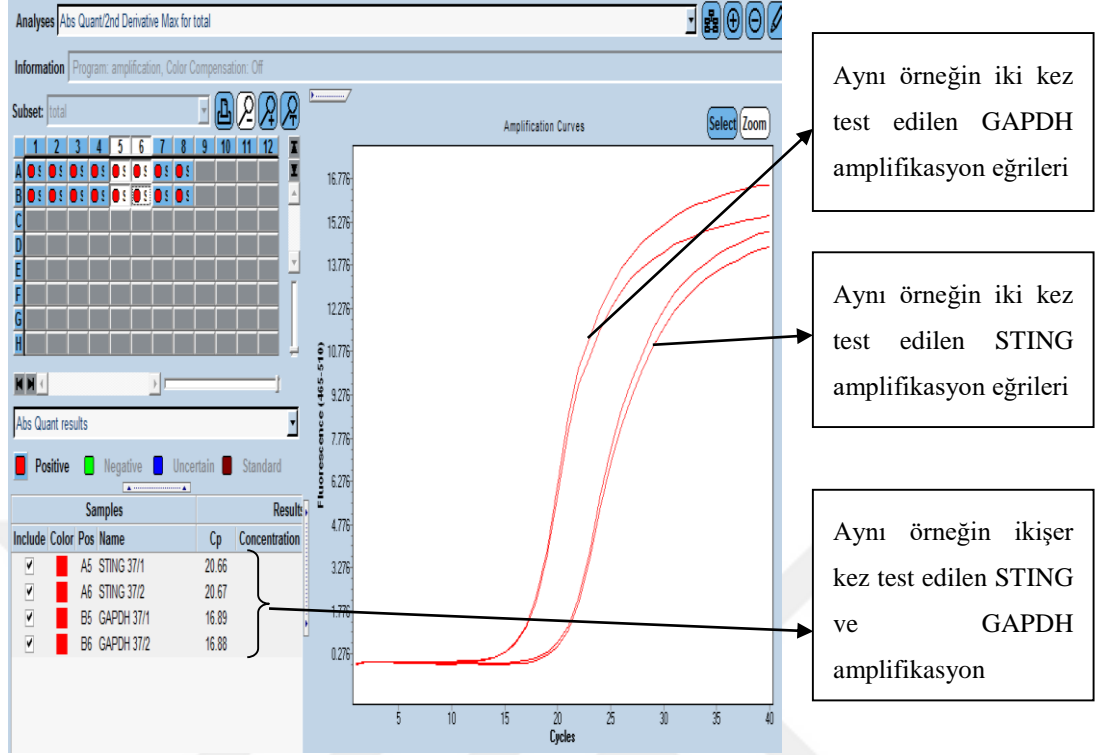 Analyses Abs Quant/2nd Derivative Max for total
Information Program: amplification, Color Compensation: Off
Subset: total
1 2 3 4 5 6 7 8 9 10 11 12
A S S S S S S S S
B S S S S S S S S
C
D
E
F
G
H
Abs Quant results
Positive Negative Uncertain Standard
Samples Results
Include Color Pos Name Cp Concentration
A5 STING 37/1 20.66
A6 STING 37/2 20.67
B5 GAPDH 37/1 16.89
B6 GAPDH 37/2 16.88
Amplification Curves
Select Zoom
Fluorescence (465-510)
16.776
15.276
13.776
12.276
10.776
9.276
7.776
6.276
4.776
3.276
1.776
0.276
5 10 15 20 25 30 35 40
Cycles
Aynı örneğin iki kez
test edilen GAPDH
amplifikasyon eğrileri
Aynı örneğin iki kez
test edilen STING
amplifikasyon eğrileri
Aynı örneğin ikişer
kez test edilen STING
ve GAPDH
amplifikasyon